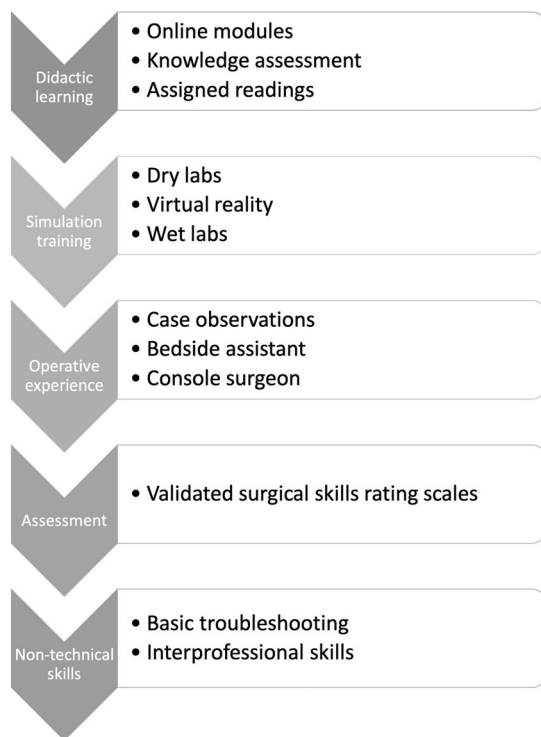 Didactic
learning
• Online modules
• Knowledge assessment
• Assigned readings
Simulation
training
• Dry labs
• Virtual reality
• Wet labs
Operative
experience
• Case observations
• Bedside assistant
• Console surgeon
Assessment
• Validated surgical skills rating scales
Non-technical
skills
• Basic troubleshooting
• Interprofessional skills